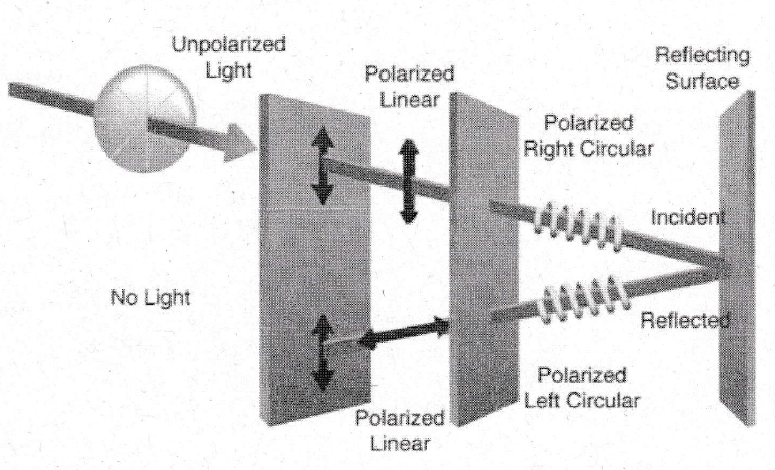 Unpolarized
Light
Polarized
Linear
Reflecting
Surface
Polarized
Right Circular
Incident
No Light
Reflected
Polarized
Left Circular
Polarized
Linear